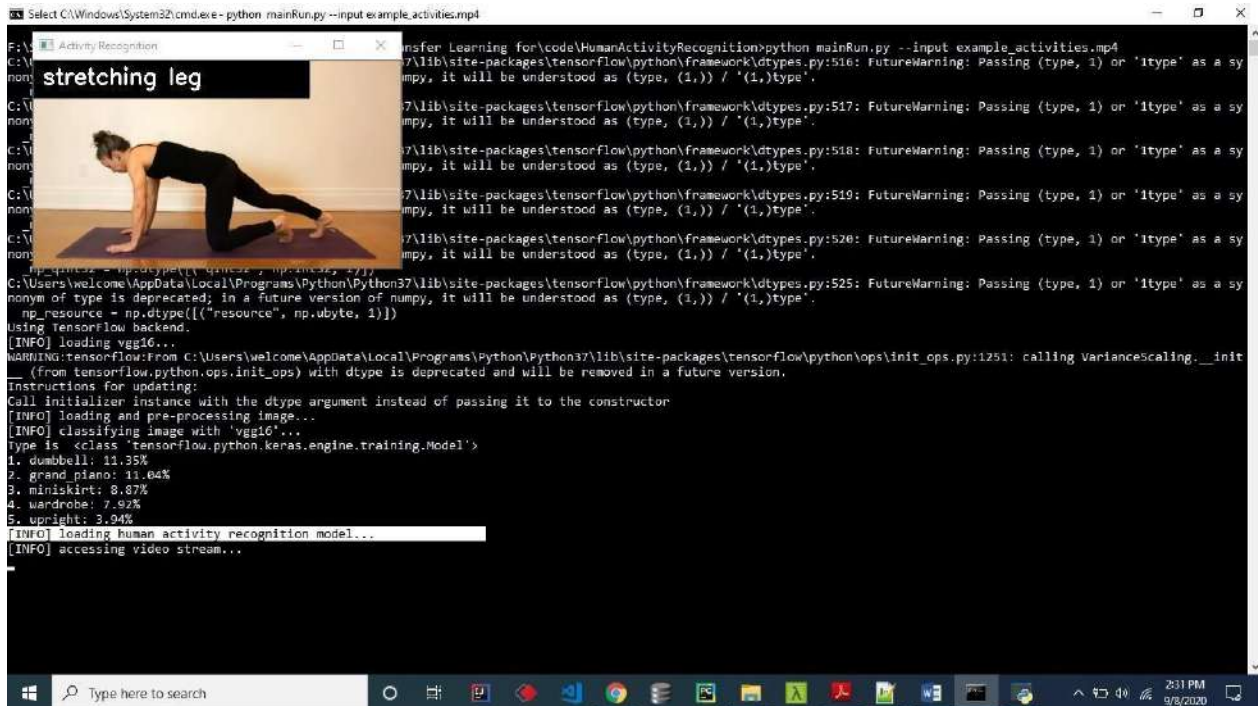 Select C:\Windows\System32\cmd.exe - python mainRun.py --input example_activities.mp4
F:\
Activity Recognition
nsfer Learning for\code\HumanActivityRecognition>python mainRun.py --input example_activities.mp4
stretching leg
C:\
7\lib\site-packages\tensorflow\python\framework\dtypes.py:516: FutureWarning: Passing (type, 1) or '1type' as a sy
nony
umpy, it will be understood as (type, (1,)) / '(1,)type'.
7\lib\site-packages\tensorflow\python\framework\dtypes.py:517: FutureWarning: Passing (type, 1) or '1type' as a sy
umpy, it will be understood as (type, (1,)) / '(1,)type'.
7\lib\site-packages\tensorflow\python\framework\dtypes.py:518: FutureWarning: Passing (type, 1) or '1type' as a sy
umpy, it will be understood as (type, (1,)) / '(1,)type'.
7\lib\site-packages\tensorflow\python\framework\dtypes.py:519: FutureWarning: Passing (type, 1) or '1type' as a sy
umpy, it will be understood as (type, (1,)) / '(1,)type'.
7\lib\site-packages\tensorflow\python\framework\dtypes.py:520: FutureWarning: Passing (type, 1) or '1type' as a sy
umpy, it will be understood as (type, (1,)) / '(1,)type'.
C:\Users\welcome\AppData\Local\Programs\Python\Python37\lib\site-packages\tensorflow\python\framework\dtypes.py:525: FutureWarning: Passing (type, 1) or '1type' as a sy
nonym of type is deprecated; in a future version of numpy, it will be understood as (type, (1,)) / '(1,)type'.
np_resource = np.dtype([("resource", np.ubyte, 1)])
Using TensorFlow backend.
[INFO] loading vgg16...
WARNING:tensorflow:From C:\Users\welcome\AppData\Local\Programs\Python\Python37\lib\site-packages\tensorflow\python\ops\init_ops.py:1251: calling VarianceScaling.__init
__ (from tensorflow.python.ops.init_ops) with dtype is deprecated and will be removed in a future version.
Instructions for updating:
Call initializer instance with the dtype argument instead of passing it to the constructor
[INFO] loading and pre-processing image...
[INFO] classifying image with 'vgg16'...
Type is <class 'tensorflow.python.keras.engine.training.Model'>
1. dumbbell: 11.35%
2. grand_piano: 11.04%
3. miniskirt: 8.87%
4. wardrobe: 7.92%
5. upright: 3.94%
[INFO] loading human activity recognition model...
[INFO] accessing video stream...
Type here to search
2:31 PM
9/8/2020